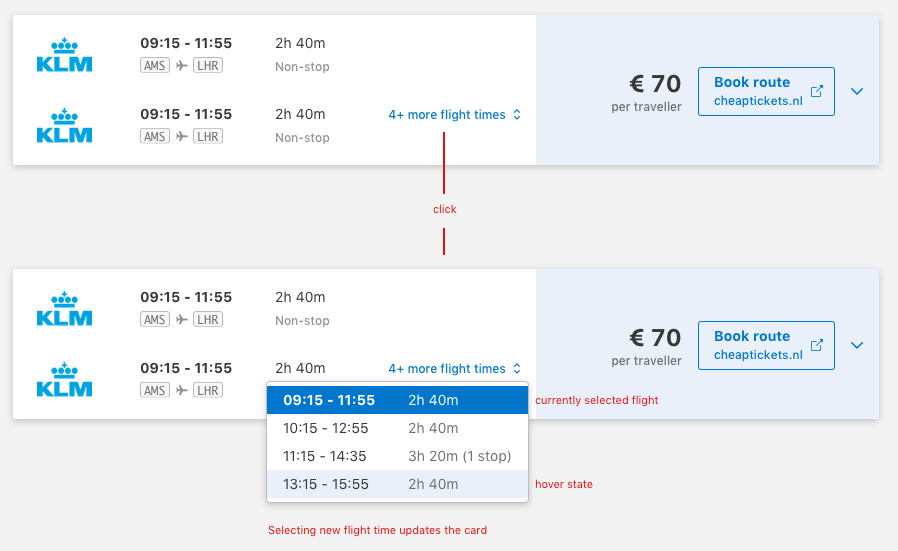 KLM
09:15 - 11:55
2h 40m
AMS
LHR
Non-stop
KLM
09:15 - 11:55
2h 40m
4+ more flight times
AMS
LHR
Non-stop
€ 70
per traveller
Book route
cheaptickets.nl
click
KLM
09:15 - 11:55
2h 40m
AMS
LHR
Non-stop
KLM
09:15 - 11:55
2h 40m
4+ more flight times
AMS
LHR
€ 70
per traveller
Book route
cheaptickets.nl
09:15 - 11:55 2h 40m
currently selected flight
10:15 - 12:55 2h 40m
11:15 - 14:35 3h 20m (1 stop)
13:15 - 15:55 2h 40m
hover state
Selecting new flight time updates the card